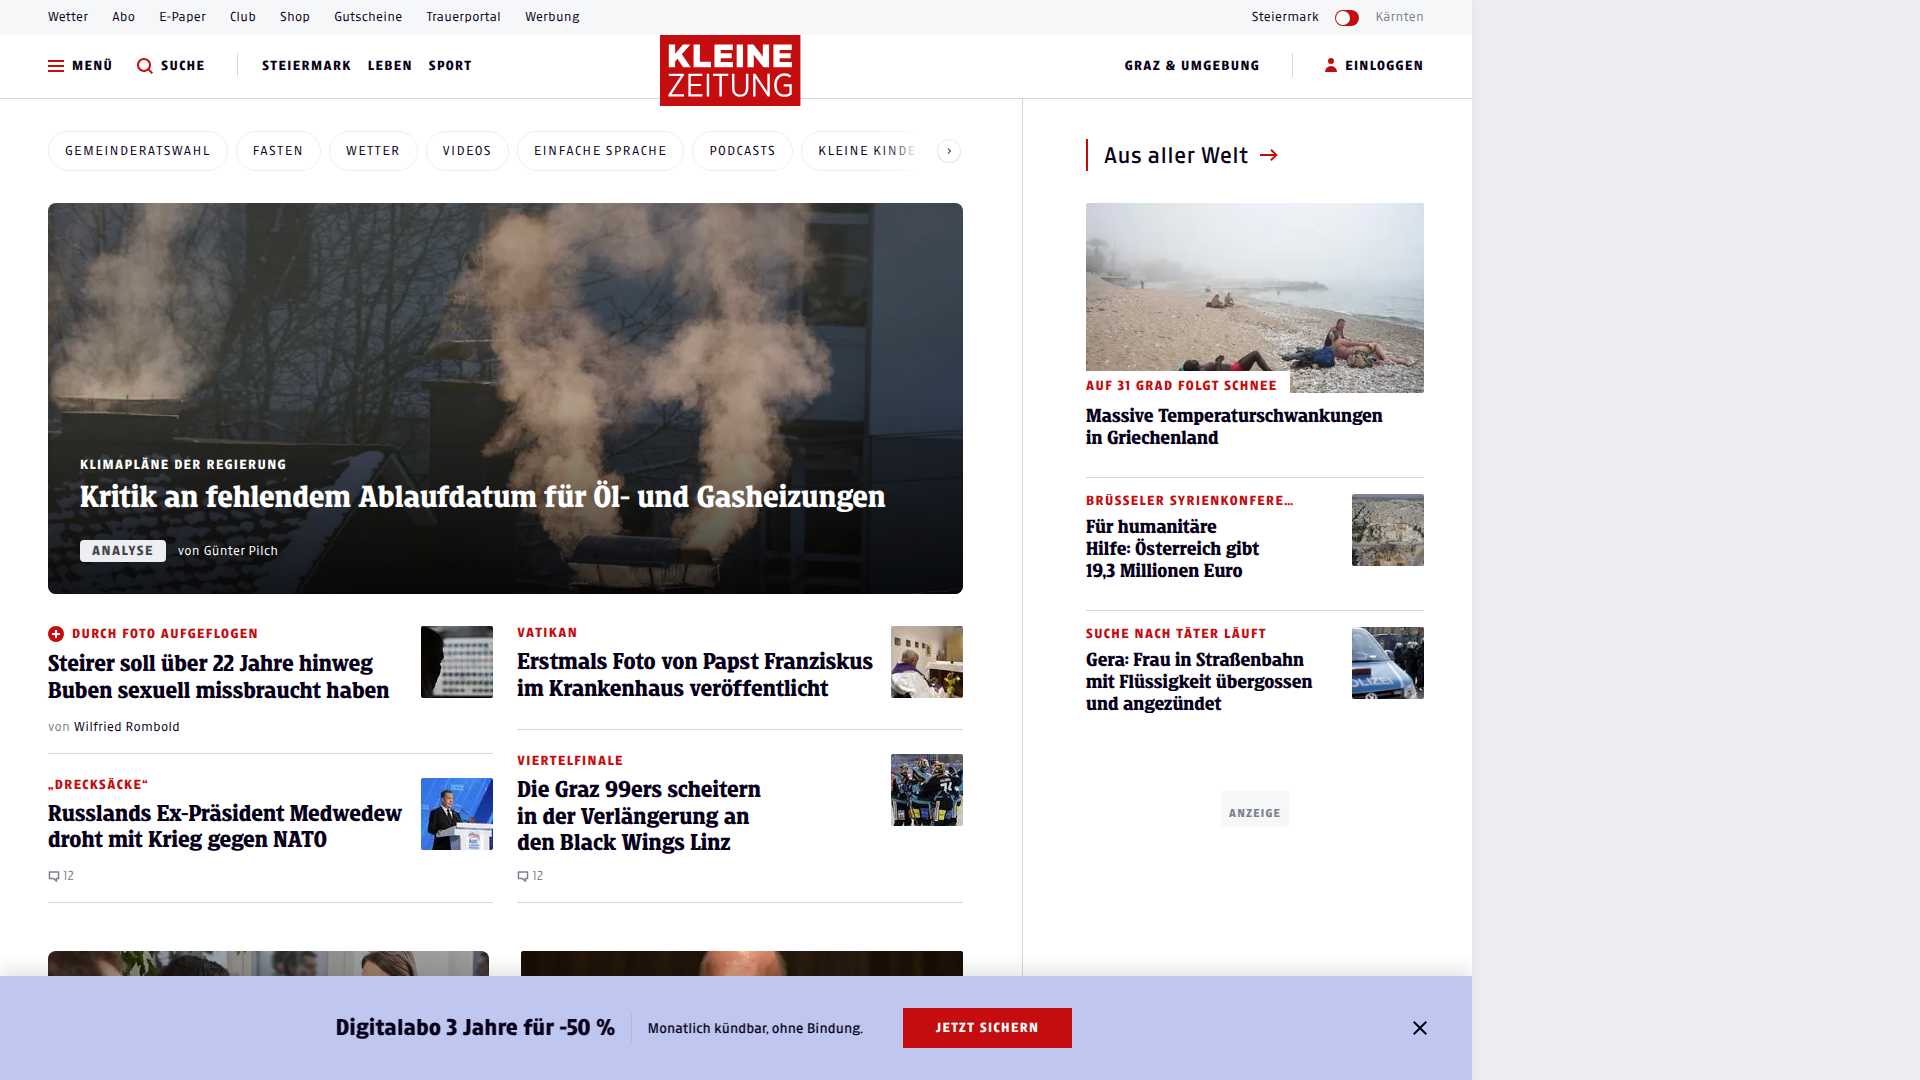 Wetter Abo E-Paper Club Shop Gutscheine Trauerportal Werbung Steiermark Kärnten
MENÜ SUCHE STEIERMARK LEBEN SPORT KLEINE ZEITUNG GRAZ & UMGEBUNG EINLOGGEN
GEMEINDERATSWAHL FASTEN WETTER VIDEOS EINFACHE SPRACHE PODCASTS KLEINE KINDE
KLIMAPLÄNE DER REGIERUNG
Kritik an fehlendem Ablaufdatum für Öl- und Gasheizungen
ANALYSE von Günter Pilch
DURCH FOTO AUFGEFLOGEN
Steirer soll über 22 Jahre hinweg
Buben sexuell missbraucht haben
von Wilfried Rombold
„DRECKSÄCKE“
Russlands Ex-Präsident Medwedew
droht mit Krieg gegen NATO
12
VATIKAN
Erstmals Foto von Papst Franziskus
im Krankenhaus veröffentlicht
VIERTELFINALE
Die Graz 99ers scheitern
in der Verlängerung an
den Black Wings Linz
12
Aus aller Welt
AUF 31 GRAD FOLGT SCHNEE
Massive Temperaturschwankungen
in Griechenland
BRÜSSELER SYRIENKONFERE…
Für humanitäre
Hilfe: Österreich gibt
19,3 Millionen Euro
SUCHE NACH TÄTER LÄUFT
Gera: Frau in Straßenbahn
mit Flüssigkeit übergossen
und angezündet
ANZEIGE
Digitalabo 3 Jahre für -50 % Monatlich kündbar, ohne Bindung. JETZT SICHERN